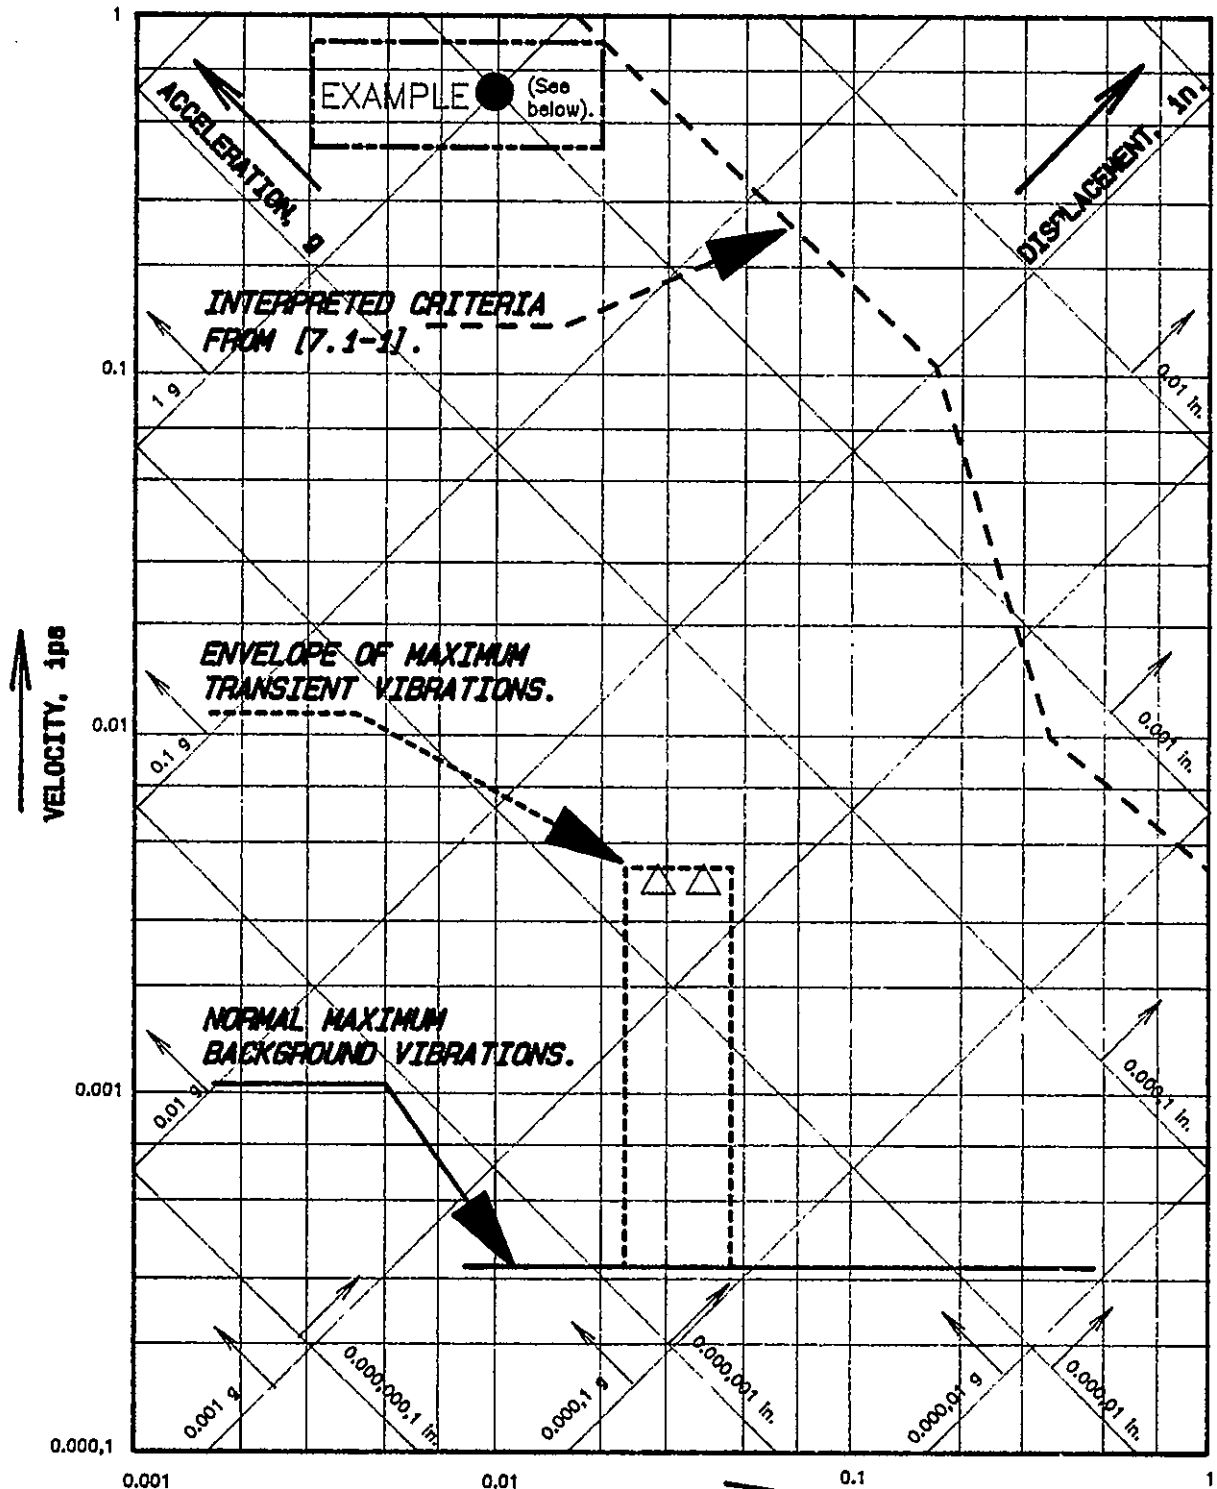 1
EXAMPLE (See
below).
ACCELERATION, g
DISPLACEMENT, in.
INTERPRETED CRITERIA
FROM [7.1-1].
0.1
1 g
0.01 in.
ENVELOPE OF MAXIMUM
TRANSIENT VIBRATIONS.
VELOCITY, ips
0.01
0.1 g
0.001 in.
NORMAL MAXIMUM
BACKGROUND VIBRATIONS.
0.001
0.01 g
0.000,1 in.
0.001 g
0.000,000,1 in.
0.000,1 g
0.000,001 in.
0.000,01 g
0.000,01 in.
0.000,1
0.001
0.01
0.1
1